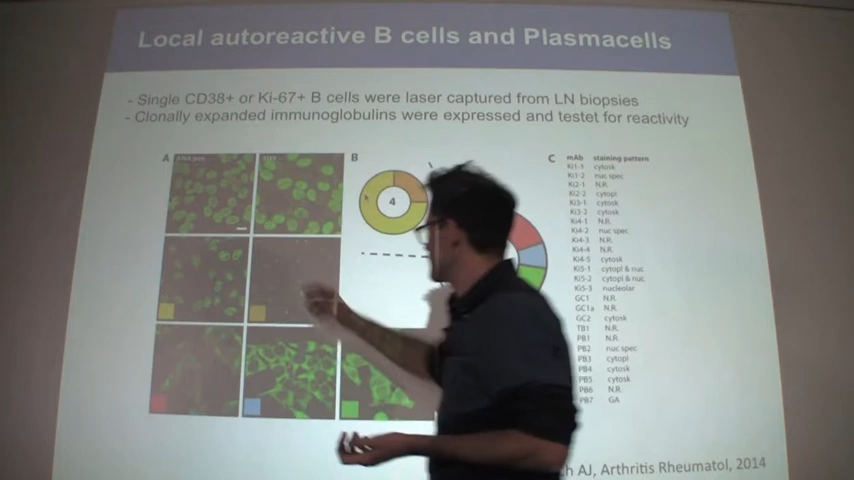 Local autoreactive B cells and Plasmacells
- Single CD38+ or Ki-67+ B cells were laser captured from LN biopsies
- Clonally expanded immunoglobulins were expressed and testet for reactivity
A
B
4
C mAb staining pattern
Ki1-1 cytosk
Ki1-2 nuc spec
Ki2-1 N.R.
Ki2-2 cytopl
Ki3-1 cytosk
Ki3-2 cytosk
Ki4-1 N.R.
Ki4-2 nuc spec
Ki4-3 N.R.
Ki4-4 N.R.
Ki4-5 cytosk
Ki5-1 cytopl & nuc
Ki5-2 cytopl & nuc
Ki5-3 nucleolar
GC1 N.R.
GC1a N.R.
GC2 cytosk
TB1 N.R.
PB1 N.R.
PB2 nuc spec
PB3 cytopl
PB4 cytosk
PB5 cytosk
PB6 N.R.
PB7 GA
AJ, Arthritis Rheumatol, 2014